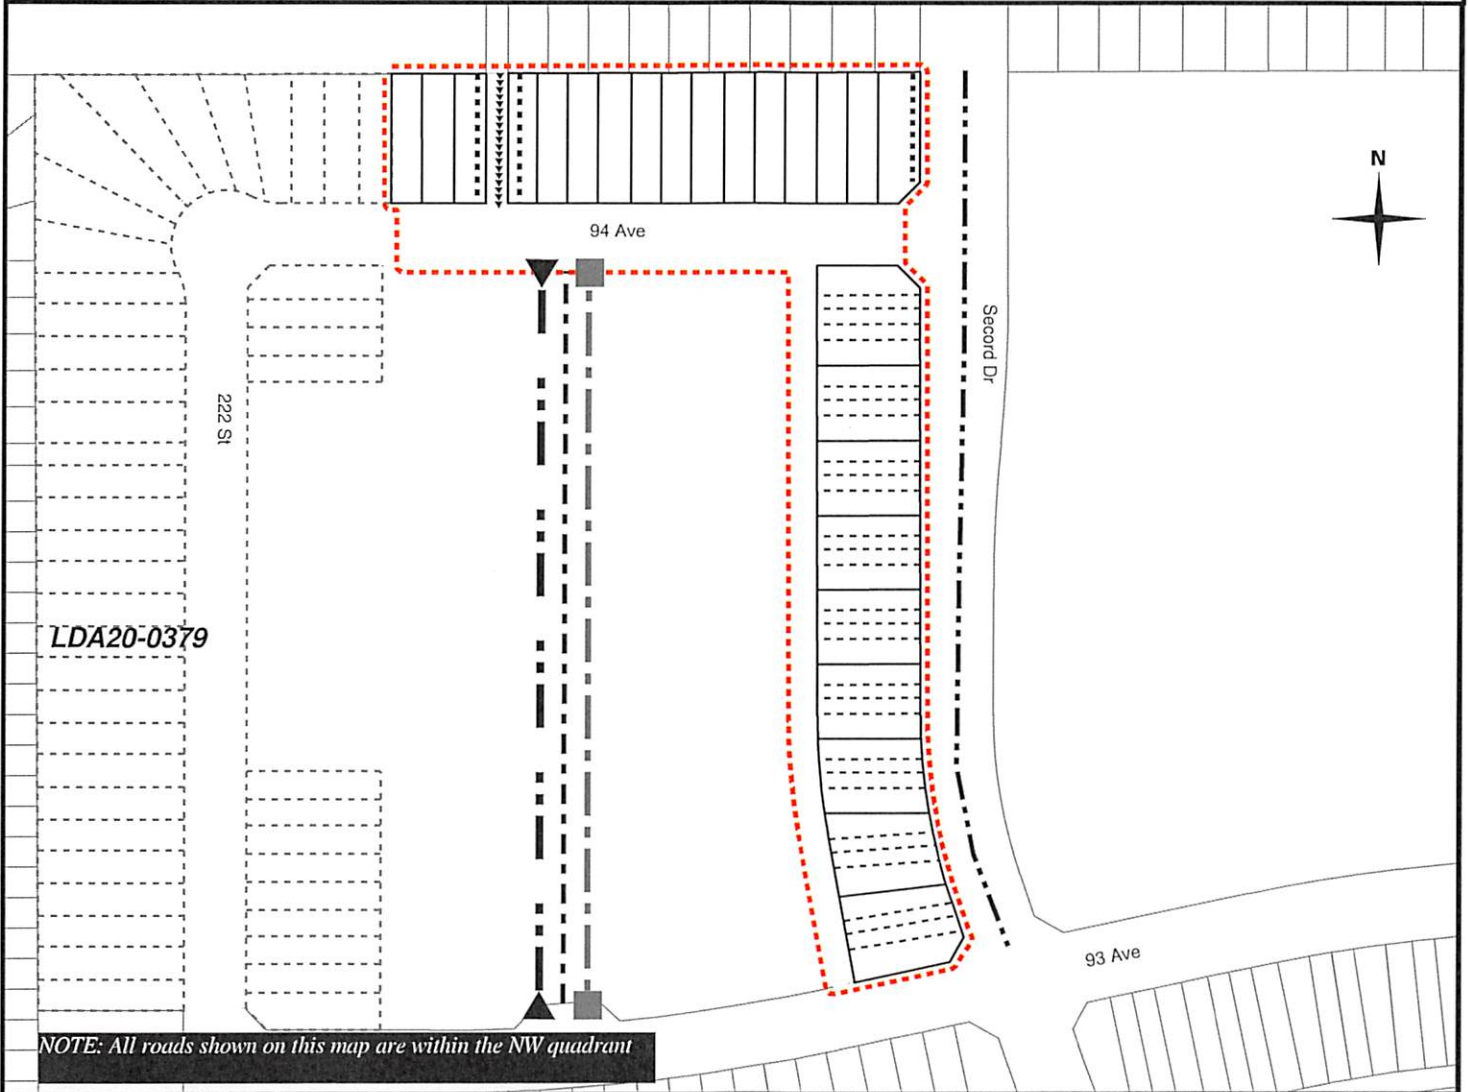 N
94 Ave
Secord Dr
222 St
LDA20-0379
93 Ave
NOTE: All roads shown on this map are within the NW quadrant